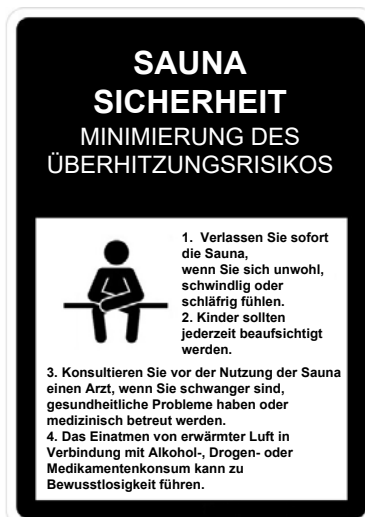 SAUNA
SICHERHEIT
MINIMIERUNG DES
ÜBERHITZUNGSRISIKOS
1. Verlassen Sie sofort
die Sauna,
wenn Sie sich unwohl,
schwindlig oder
schläfrig fühlen.
2. Kinder sollten
jederzeit beaufsichtigt
werden.
3. Konsultieren Sie vor der Nutzung der Sauna
einen Arzt, wenn Sie schwanger sind,
gesundheitliche Probleme haben oder
medizinisch betreut werden.
4. Das Einatmen von erwärmter Luft in
Verbindung mit Alkohol-, Drogen- oder
Medikamentenkonsum kann zu
Bewusstlosigkeit führen.